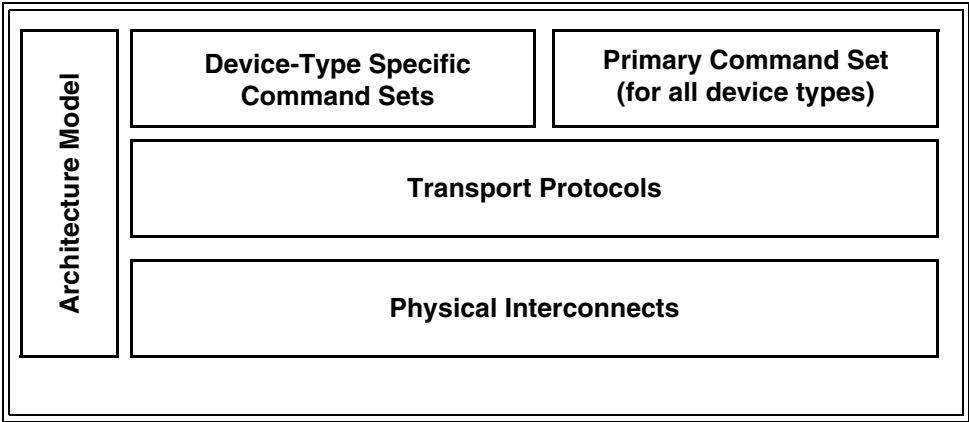 Architecture Model
Device-Type Specific
Command Sets
Primary Command Set
(for all device types)
Transport Protocols
Physical Interconnects